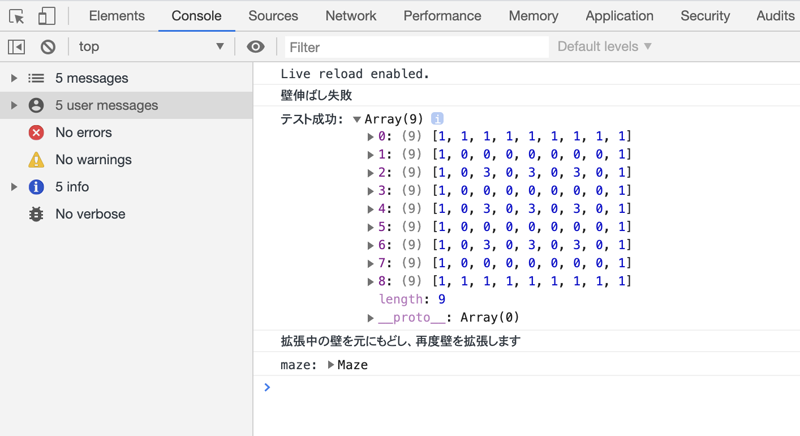 Elements Console Sources Network Performance Memory Application Security Audits
top Filter Default levels
5 messages
5 user messages
No errors
No warnings
5 info
No verbose
Live reload enabled.
壁伸ばし失敗
テスト成功: Array(9) i
0: (9) [1, 1, 1, 1, 1, 1, 1, 1, 1]
1: (9) [1, 0, 0, 0, 0, 0, 0, 0, 1]
2: (9) [1, 0, 3, 0, 3, 0, 3, 0, 1]
3: (9) [1, 0, 0, 0, 0, 0, 0, 0, 1]
4: (9) [1, 0, 3, 0, 3, 0, 3, 0, 1]
5: (9) [1, 0, 0, 0, 0, 0, 0, 0, 1]
6: (9) [1, 0, 3, 0, 3, 0, 3, 0, 1]
7: (9) [1, 0, 0, 0, 0, 0, 0, 0, 1]
8: (9) [1, 1, 1, 1, 1, 1, 1, 1, 1]
length: 9
__proto__: Array(0)
拡張中の壁を元にもどし、再度壁を拡張します
maze: Maze